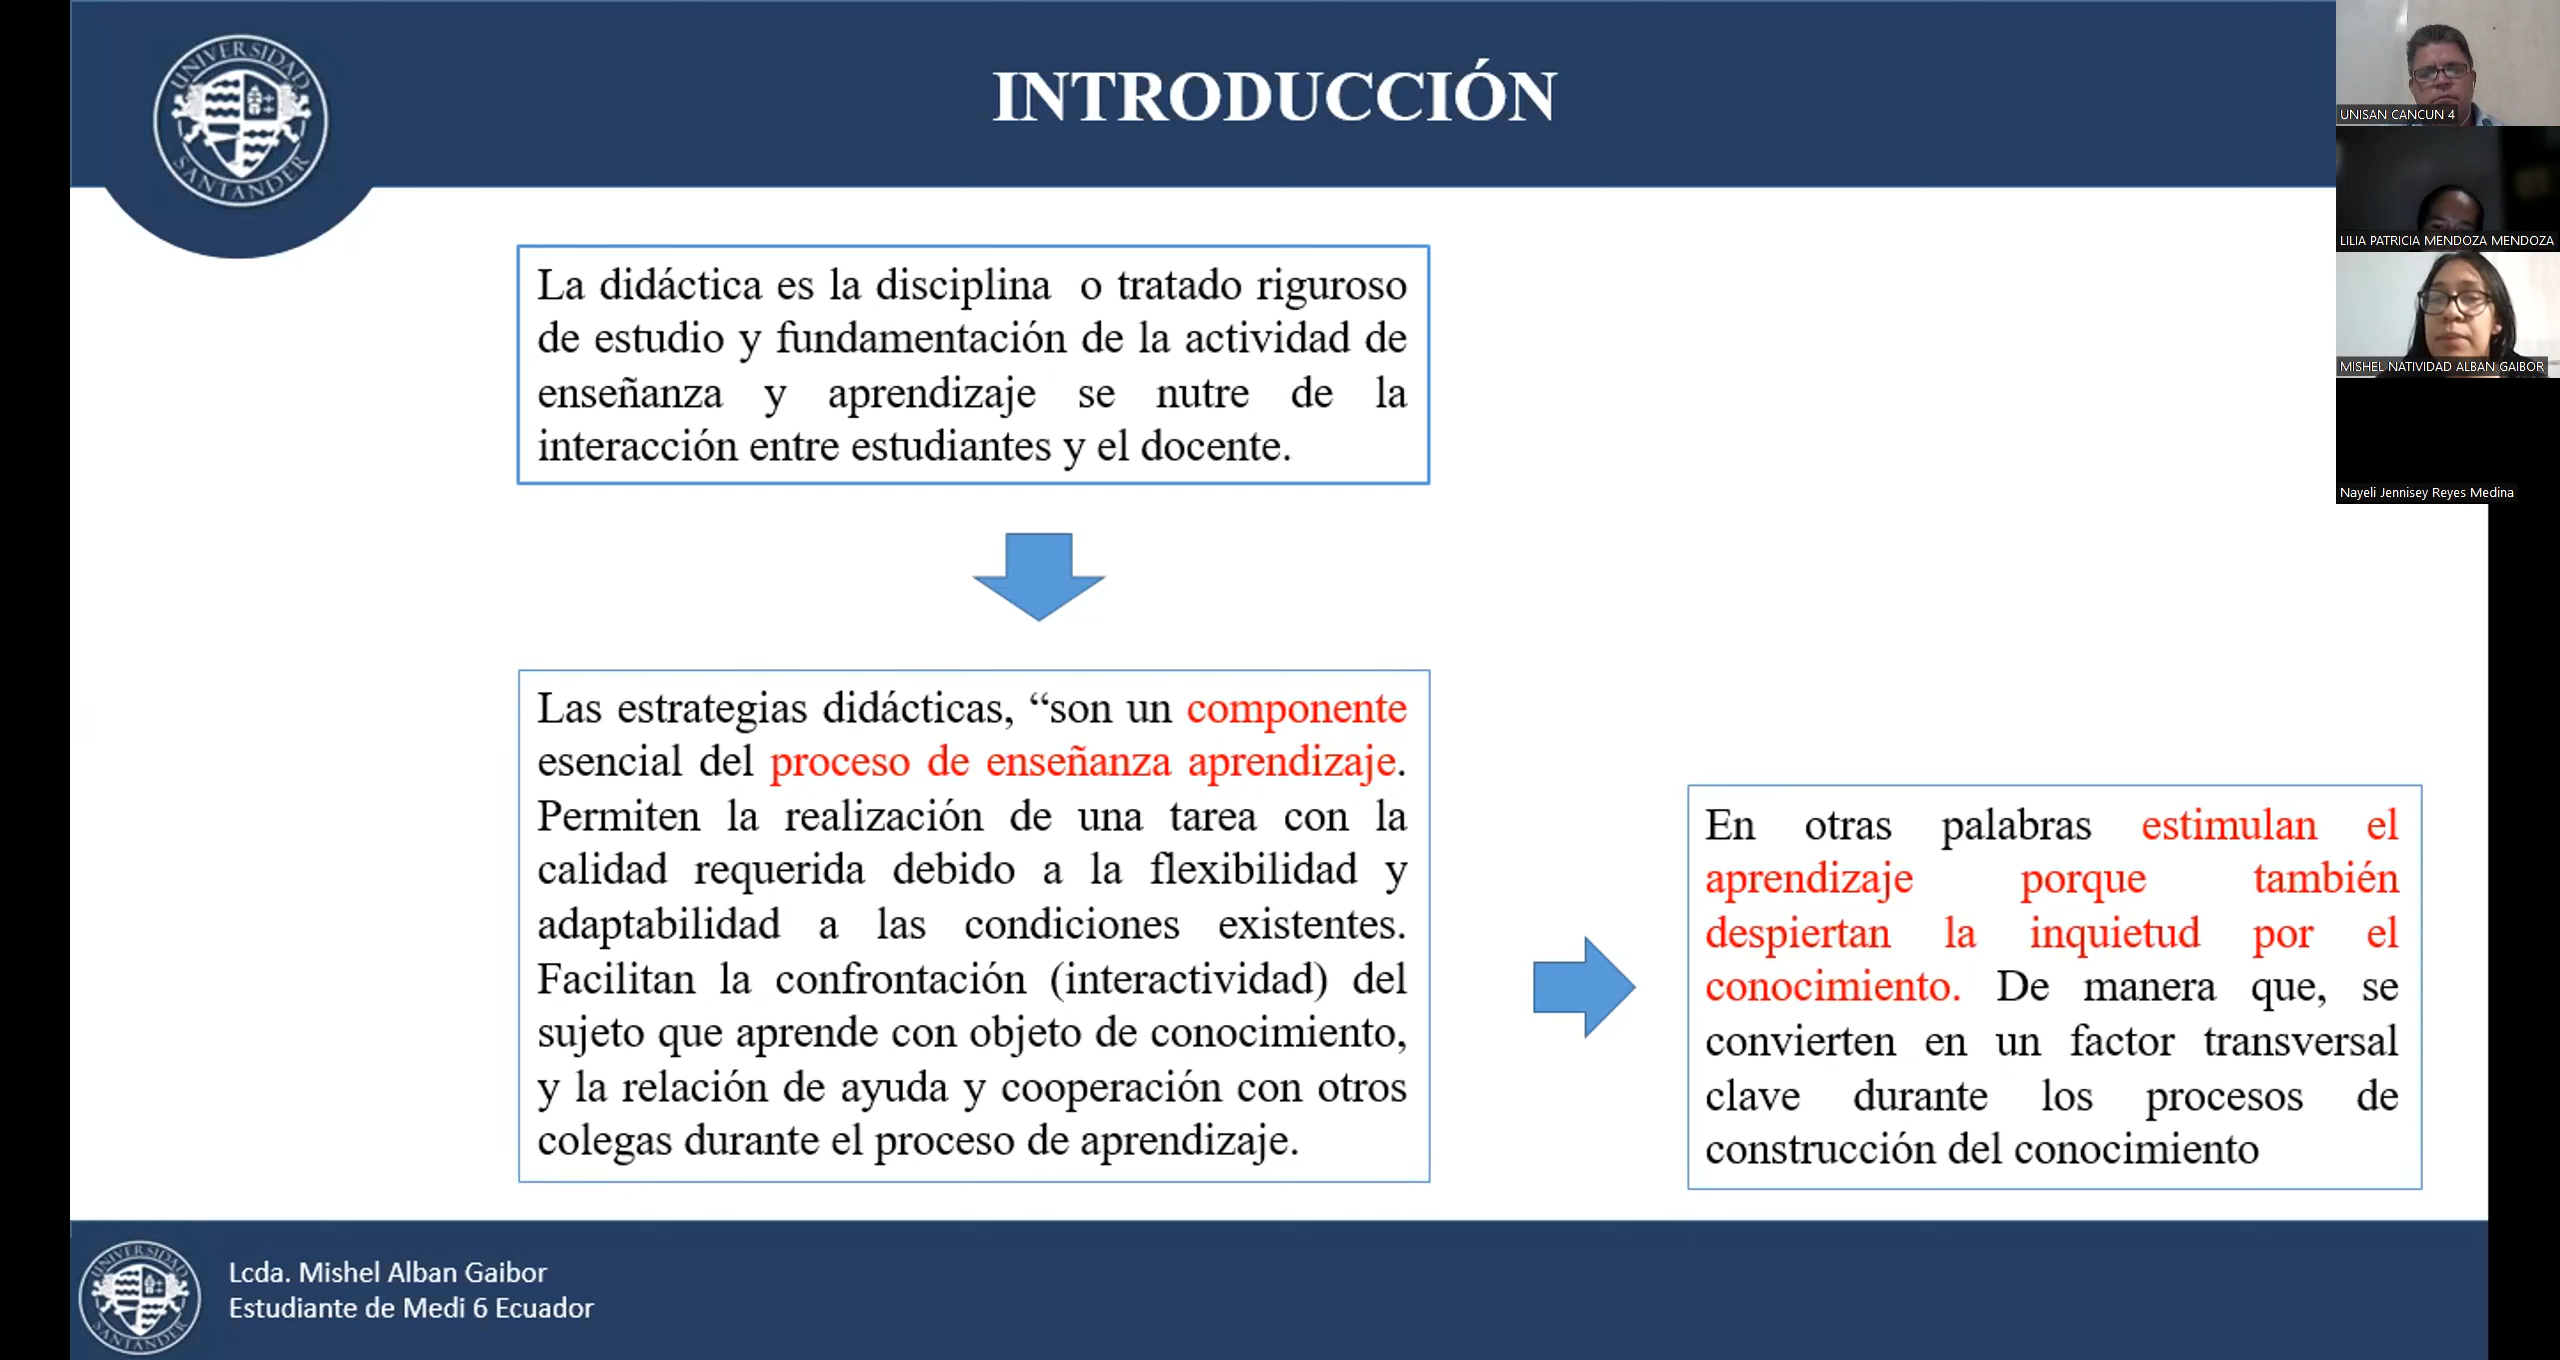 UNIVERSIDAD
SANTANDER
INTRODUCCIÓN
UNISAN CANCUN 4
LILIA PATRICIA MENDOZA MENDOZA
MISHEL NATIVIDAD ALBAN GAIBOR
Nayeli Jennisey Reyes Medina
La didáctica es la disciplina o tratado riguroso
de estudio y fundamentación de la actividad de
enseñanza y aprendizaje se nutre de la
interacción entre estudiantes y el docente.
Las estrategias didácticas, “son un componente
esencial del proceso de enseñanza aprendizaje.
Permiten la realización de una tarea con la
calidad requerida debido a la flexibilidad y
adaptabilidad a las condiciones existentes.
Facilitan la confrontación (interactividad) del
sujeto que aprende con objeto de conocimiento,
y la relación de ayuda y cooperación con otros
colegas durante el proceso de aprendizaje.
En otras palabras estimulan el
aprendizaje porque también
despiertan la inquietud por el
conocimiento. De manera que, se
convierten en un factor transversal
clave durante los procesos de
construcción del conocimiento
UNIVERSIDAD
SANTANDER
Lcda. Mishel Alban Gaibor
Estudiante de Medi 6 Ecuador